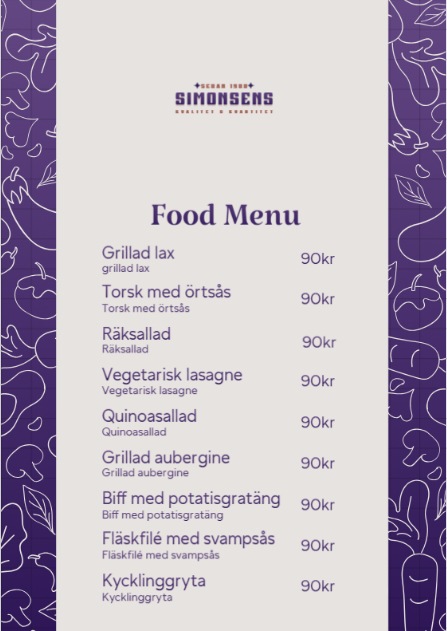 SEDAN 1988
SIMONSENS
KVALITET & KVANTITET
Food Menu
Grillad lax
grillad lax
90kr
Torsk med örtsås
Torsk med örtsås
90kr
Räksallad
Räksallad
90kr
Vegetarisk lasagne
Vegetarisk lasagne
90kr
Quinoasallad
Quinoasallad
90kr
Grillad aubergine
Grillad aubergine
90kr
Biff med potatisgratäng
Biff med potatisgratäng
90kr
Fläskfilé med svampsås
Fläskfilé med svampsås
90kr
Kycklinggryta
Kycklinggryta
90kr